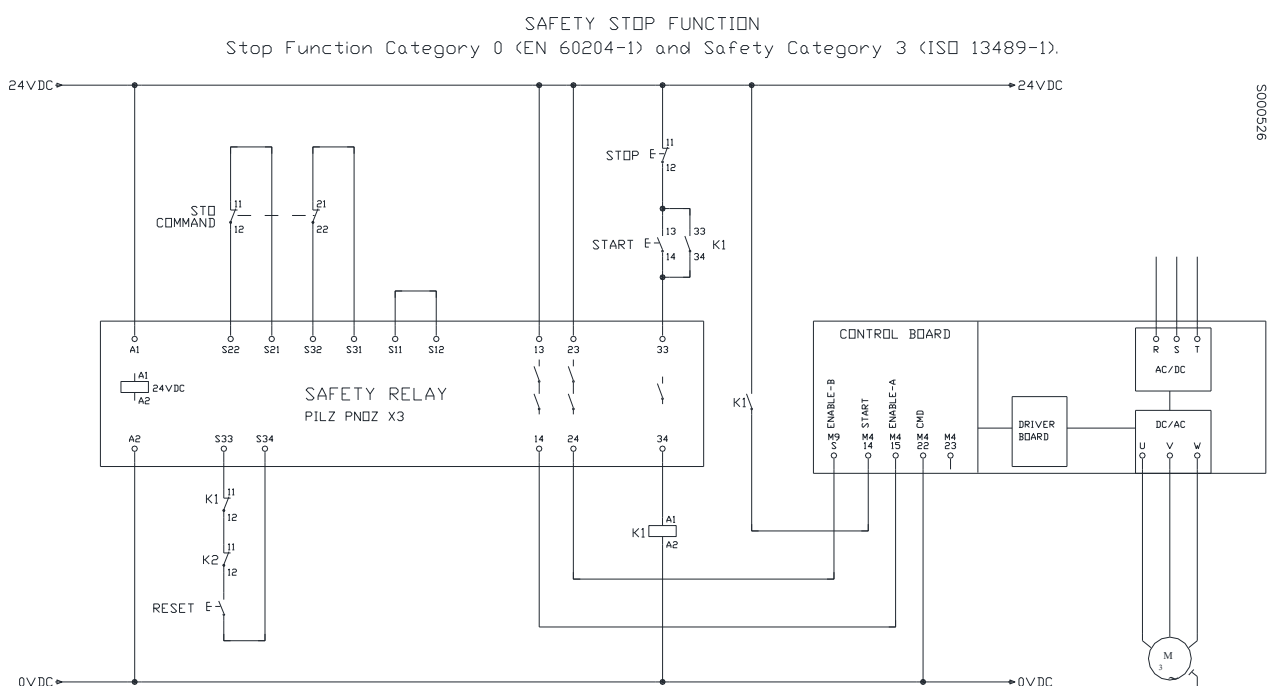 SAFETY STOP FUNCTION
Stop Function Category 0 (EN 60204-1) and Safety Category 3 (ISO 13489-1).
24VDC
24VDC
S000526
11
STOP
12
STO
COMMAND
11
12
21
22
START
13
14
33
34
K1
A1
S22
S21
S32
S31
S11
S12
13
23
33
A1
24VDC
A2
SAFETY RELAY
PILZ PNOZ X3
A2
S33
S34
14
24
34
K1
CONTROL BOARD
ENABLE-B
START
ENABLE-A
CMD
M9
M4
M4
M4
M4
S
14
15
22
23
DRIVER
BOARD
R
S
T
AC/DC
DC/AC
U
V
W
K1
11
12
K2
11
12
RESET
K1
A1
A2
M
3
0VDC
0VDC